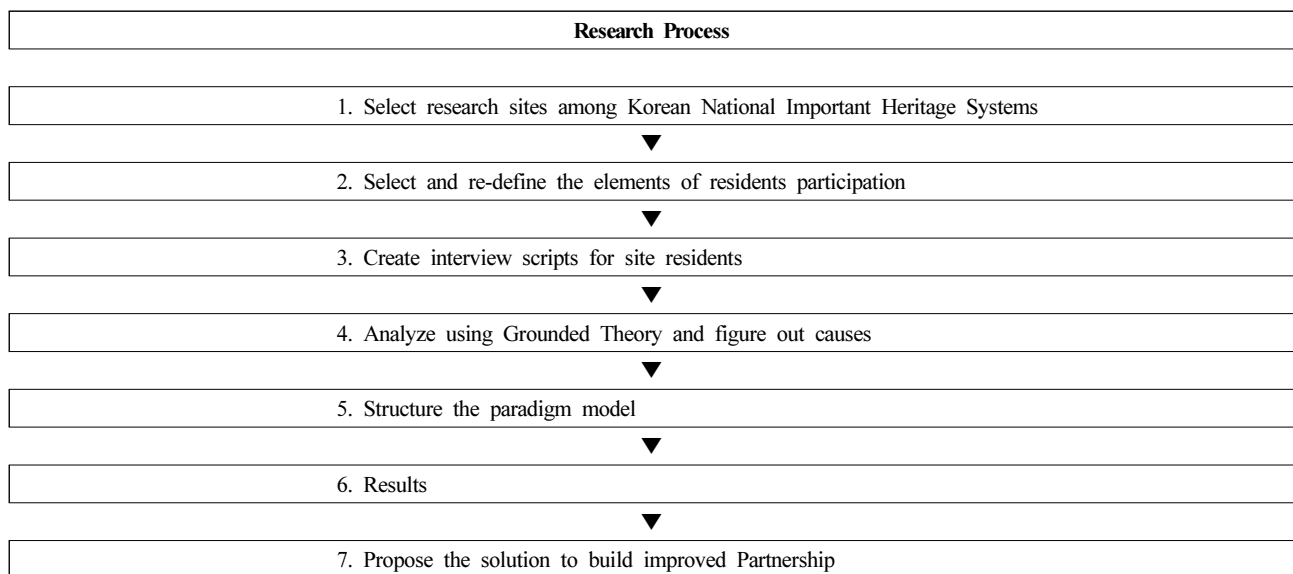 Research Process
1. Select research sites among Korean National Important Heritage Systems
2. Select and re-define the elements of residents participation
3. Create interview scripts for site residents
4. Analyze using Grounded Theory and figure out causes
5. Structure the paradigm model
6. Results
7. Propose the solution to build improved Partnership